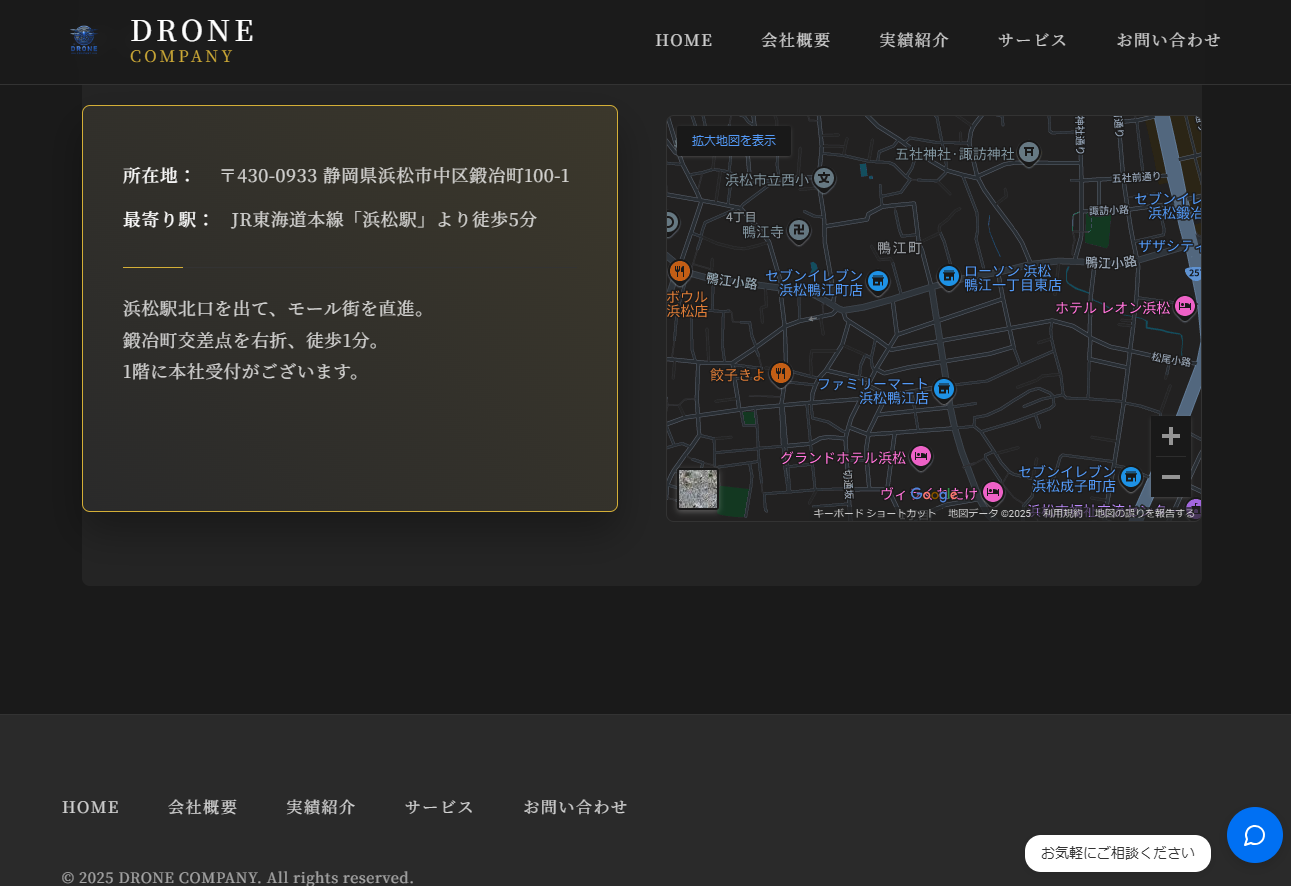 DRONE
COMPANY
HOME 会社概要 実績紹介 サービス お問い合わせ
所在地： 〒430-0933 静岡県浜松市中区鍛冶町100-1
最寄り駅： JR東海道本線「浜松駅」より徒歩5分
浜松駅北口を出て、モール街を直進。
鍛冶町交差点を右折、徒歩1分。
1階に本社受付がございます。
拡大地図を表示
五社神社·諏訪神社
浜松市立西小
五社前通り
セブンイレ
浜松鍛冶
諏訪小路
4丁目
鴨江寺
鴨江町
ザザシティ
鴨江小路
鴨江小路
セブンイレブン
浜松鴨江町店
ローソン 浜松
鴨江一丁目東店
ボウル
浜松店
ホテル レオン浜松
松尾小路
餃子きよ
ファミリーマート
浜松鴨江店
グランドホテル浜松
切通坂
セブンイレブン
浜松成子町店
Google
キーボード ショートカット 地図データ ©2025 利用規約 地図の誤りを報告する
HOME 会社概要 実績紹介 サービス お問い合わせ
お気軽にご相談ください
© 2025 DRONE COMPANY. All rights reserved.